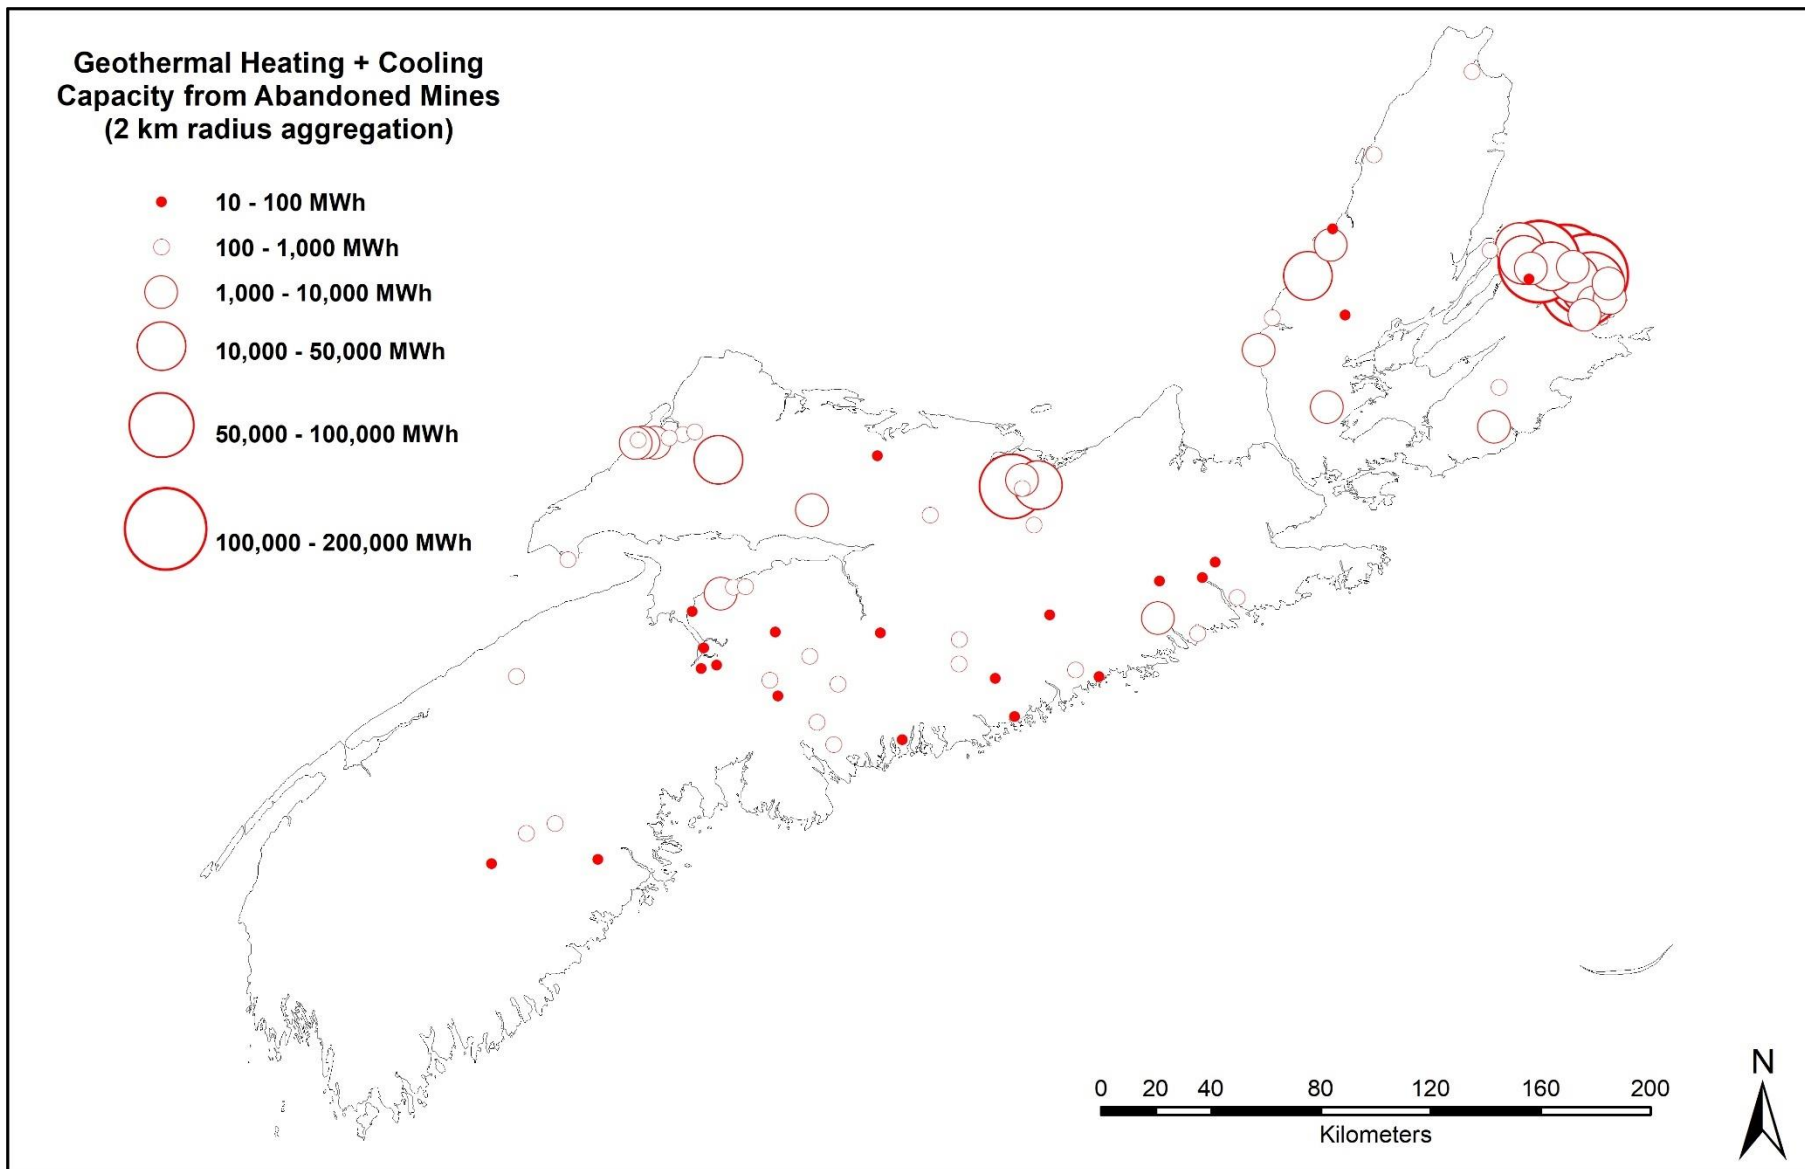 Geothermal Heating + Cooling
Capacity from Abandoned Mines
(2 km radius aggregation)
10 - 100 MWh
100 - 1,000 MWh
1,000 - 10,000 MWh
10,000 - 50,000 MWh
50,000 - 100,000 MWh
100,000 - 200,000 MWh
0 20 40 80 120 160 200
Kilometers
N